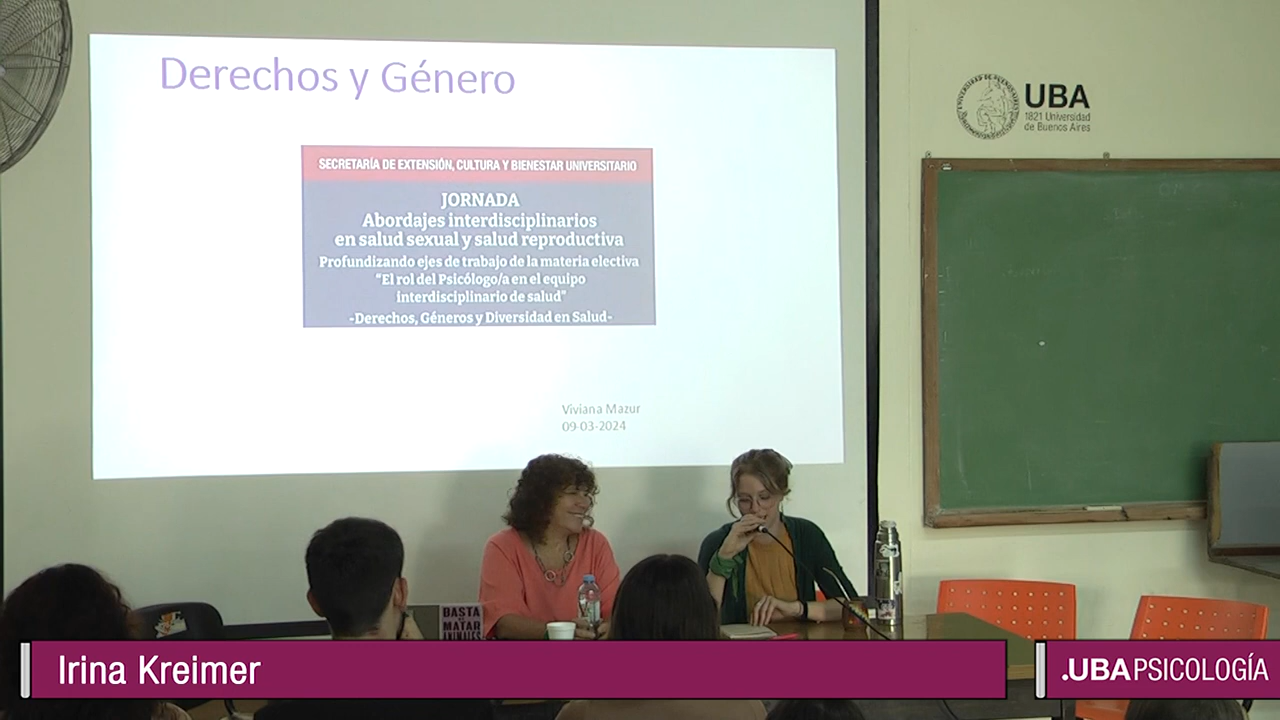 Derechos y Género
SECRETARÍA DE EXTENSIÓN, CULTURA Y BIENESTAR UNIVERSITARIO
JORNADA
Abordajes interdisciplinarios
en salud sexual y salud reproductiva
Profundizando ejes de trabajo de la materia electiva
"El rol del Psicólogo/a en el equipo
interdisciplinario de salud"
-Derechos, Géneros y Diversidad en Salud-
Viviana Mazur
09-03-2024
UBA
1821 Universidad
de Buenos Aires
BASTA
MATAR
ANIMALES
Irina Kreimer
.UBAPSICOLOGÍA